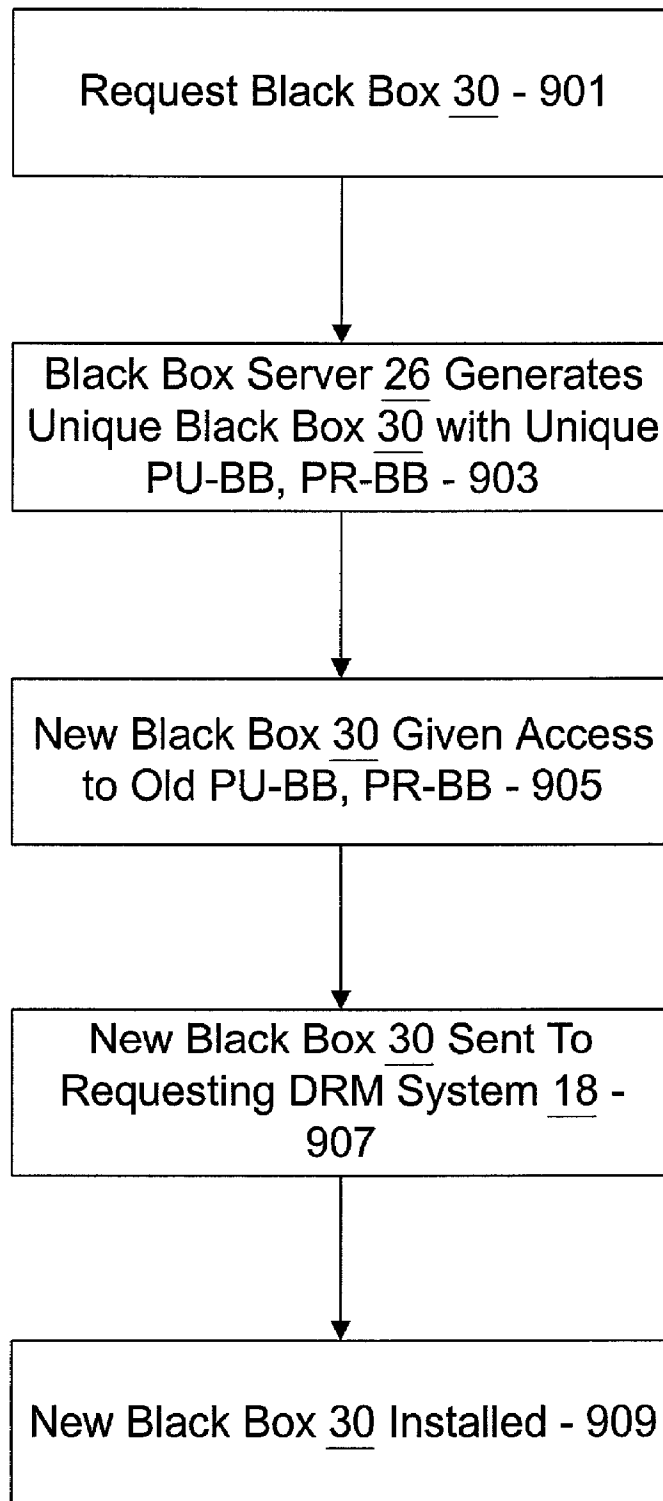 Request Black Box 30 - 901
Black Box Server 26 Generates
Unique Black Box 30 with Unique
PU-BB, PR-BB - 903
New Black Box 30 Given Access
to Old PU-BB, PR-BB - 905
New Black Box 30 Sent To
Requesting DRM System 18 -
907
New Black Box 30 Installed - 909